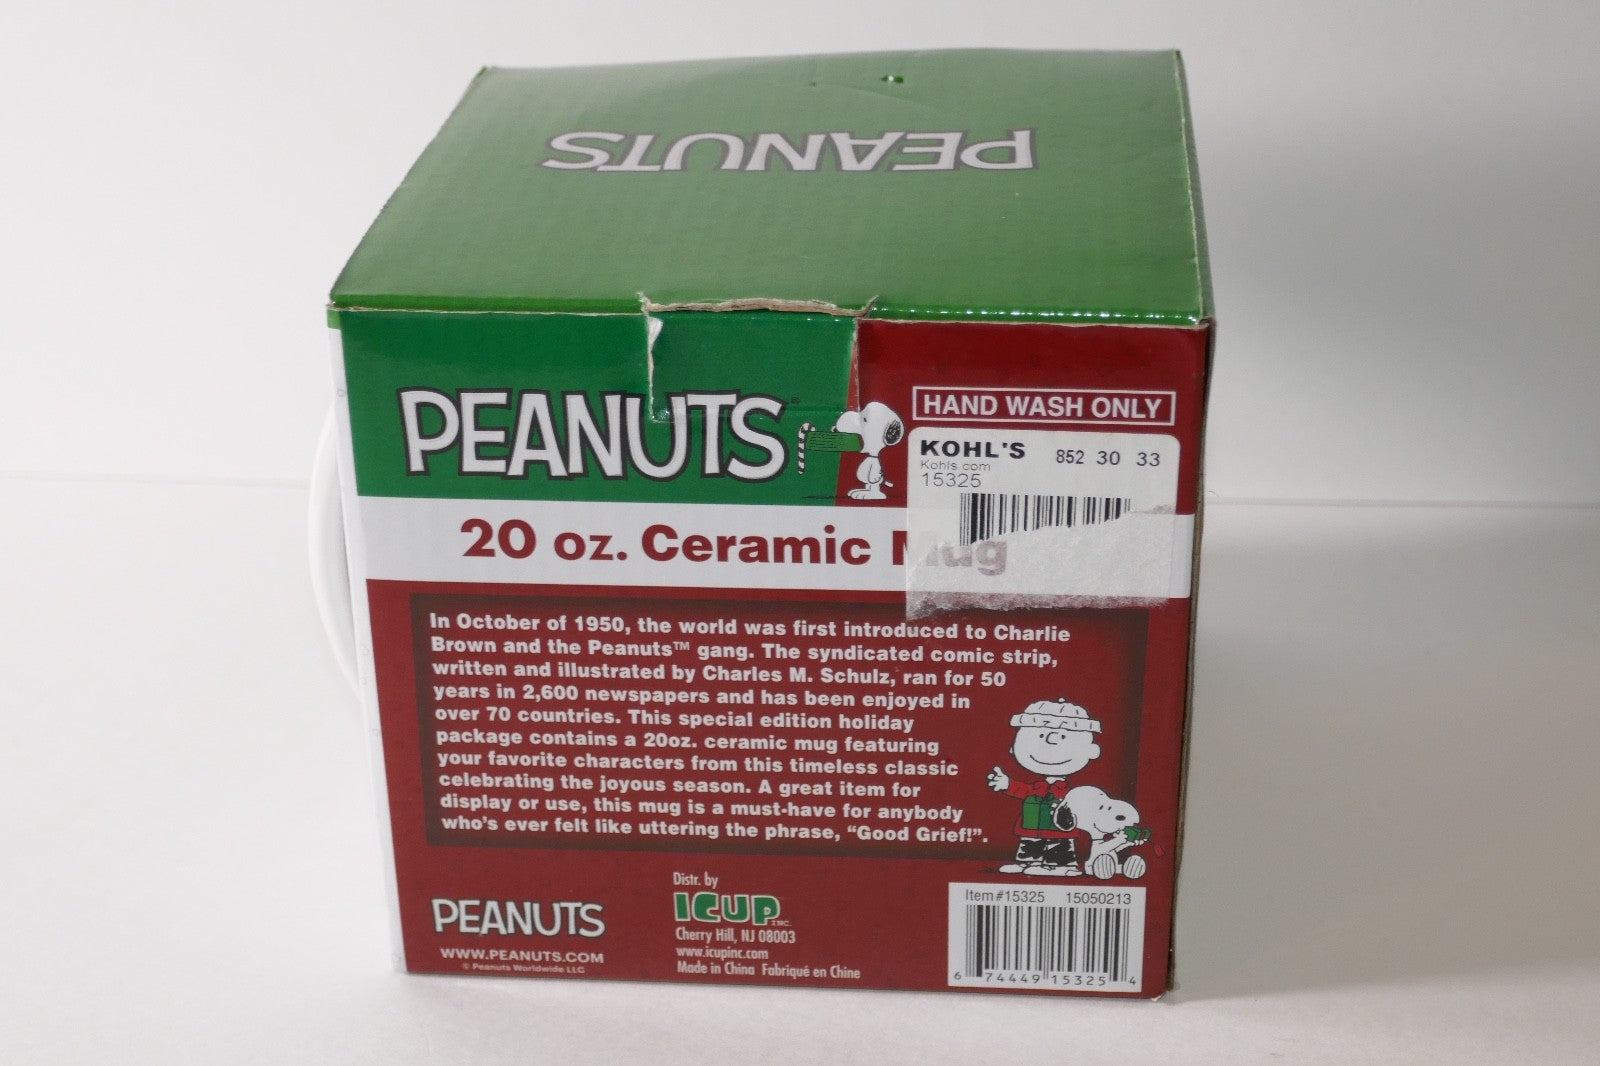 PEANUTS
PEANUTS®
HAND WASH ONLY
KOHL'S 852 30 33
Kohls.com
15325
20 oz. Ceramic Mug
In October of 1950, the world was first introduced to Charlie
Brown and the Peanuts™ gang. The syndicated comic strip,
written and illustrated by Charles M. Schulz, ran for 50
years in 2,600 newspapers and has been enjoyed in
over 70 countries. This special edition holiday
package contains a 20oz. ceramic mug featuring
your favorite characters from this timeless classic
celebrating the joyous season. A great item for
display or use, this mug is a must-have for anybody
who's ever felt like uttering the phrase, “Good Grief!”.
PEANUTS
WWW.PEANUTS.COM
© Peanuts Worldwide LLC
Distr. by
ICUP INC.
Cherry Hill, NJ 08003
www.icupinc.com
Made in China Fabriqué en Chine
Item#15325 15050213
6 74449 15325 4